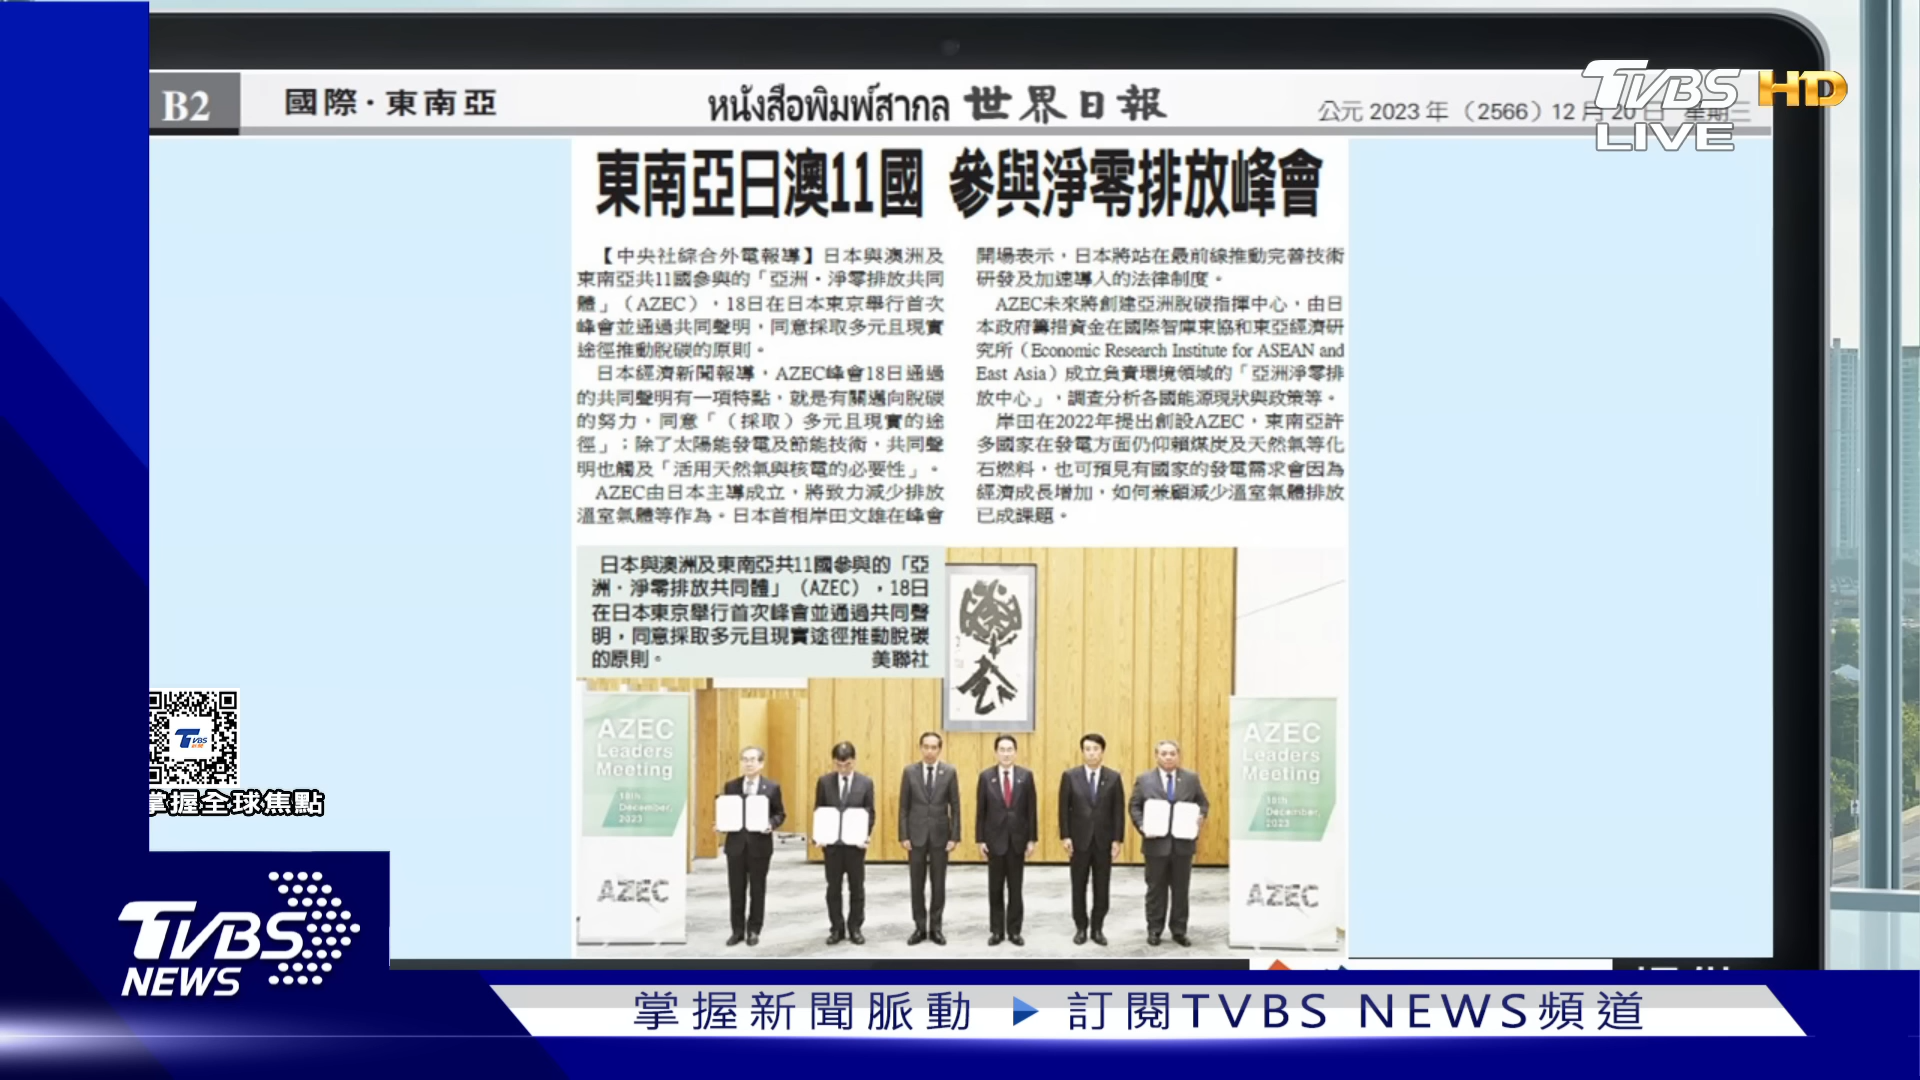 B2
國際·東南亞
หนังสือพิมพ์สากล 世界日報
公元 2023 年（2566）12 月 20 日 星期三
TVBS HD
LIVE
東南亞日澳11國 參與淨零排放峰會
【中央社綜合外電報導】日本與澳洲及
東南亞共11國參與的「亞洲·淨零排放共同
體」（AZEC），18日在日本東京舉行首次
峰會並通過共同聲明，同意採取多元且現實
途徑推動脫碳的原則。
日本經濟新聞報導，AZEC峰會18日通過
的共同聲明有一項特點，就是有關邁向脫碳
的努力，同意「（採取）多元且現實的途
徑」；除了太陽能發電及節能技術，共同聲
明也觸及「活用天然氣與核電的必要性」。
AZEC由日本主導成立，將致力減少排放
溫室氣體等作為。日本首相岸田文雄在峰會
開場表示，日本將站在最前線推動完善技術
研發及加速導入的法律制度。
AZEC未來將創建亞洲脫碳指揮中心，由日
本政府籌措資金在國際智庫東協和東亞經濟研
究所（Economic Research Institute for ASEAN and
East Asia）成立負責環境領域的「亞洲淨零排
放中心」，調查分析各國能源現狀與政策等。
岸田在2022年提出創設AZEC，東南亞許
多國家在發電方面仍仰賴煤炭及天然氣等化
石燃料，也可預見有國家的發電需求會因為
經濟成長增加，如何兼顧減少溫室氣體排放
已成課題。
日本與澳洲及東南亞共11國參與的「亞
洲·淨零排放共同體」（AZEC），18日
在日本東京舉行首次峰會並通過共同聲
明，同意採取多元且現實途徑推動脫碳
的原則。 美聯社
AZEC
Leaders
Meeting
18th
December,
2023
AZEC
AZEC
Leaders
Meeting
18th
December,
2023
AZEC
TVBS
掌握全球焦點
TVBS
NEWS
掌握新聞脈動 ▶ 訂閱TVBS NEWS頻道